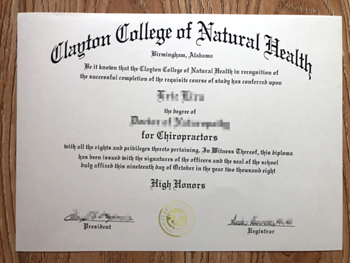 Clayton College of Natural Health
Birmingham, Alabama
Be it known that the Clayton College of Natural Health in recognition of
the successful completion of the requisite course of study has conferred upon
the degree of
Doctor of Naturopathy
for Chiropractors
with all the rights and privileges thereto pertaining. In Witness Thereof, this diploma
has been issued with the signatures of the officers and the seal of the school
duly affixed this nineteenth day of October in the year two thousand eight
High Honors
President
Registrar